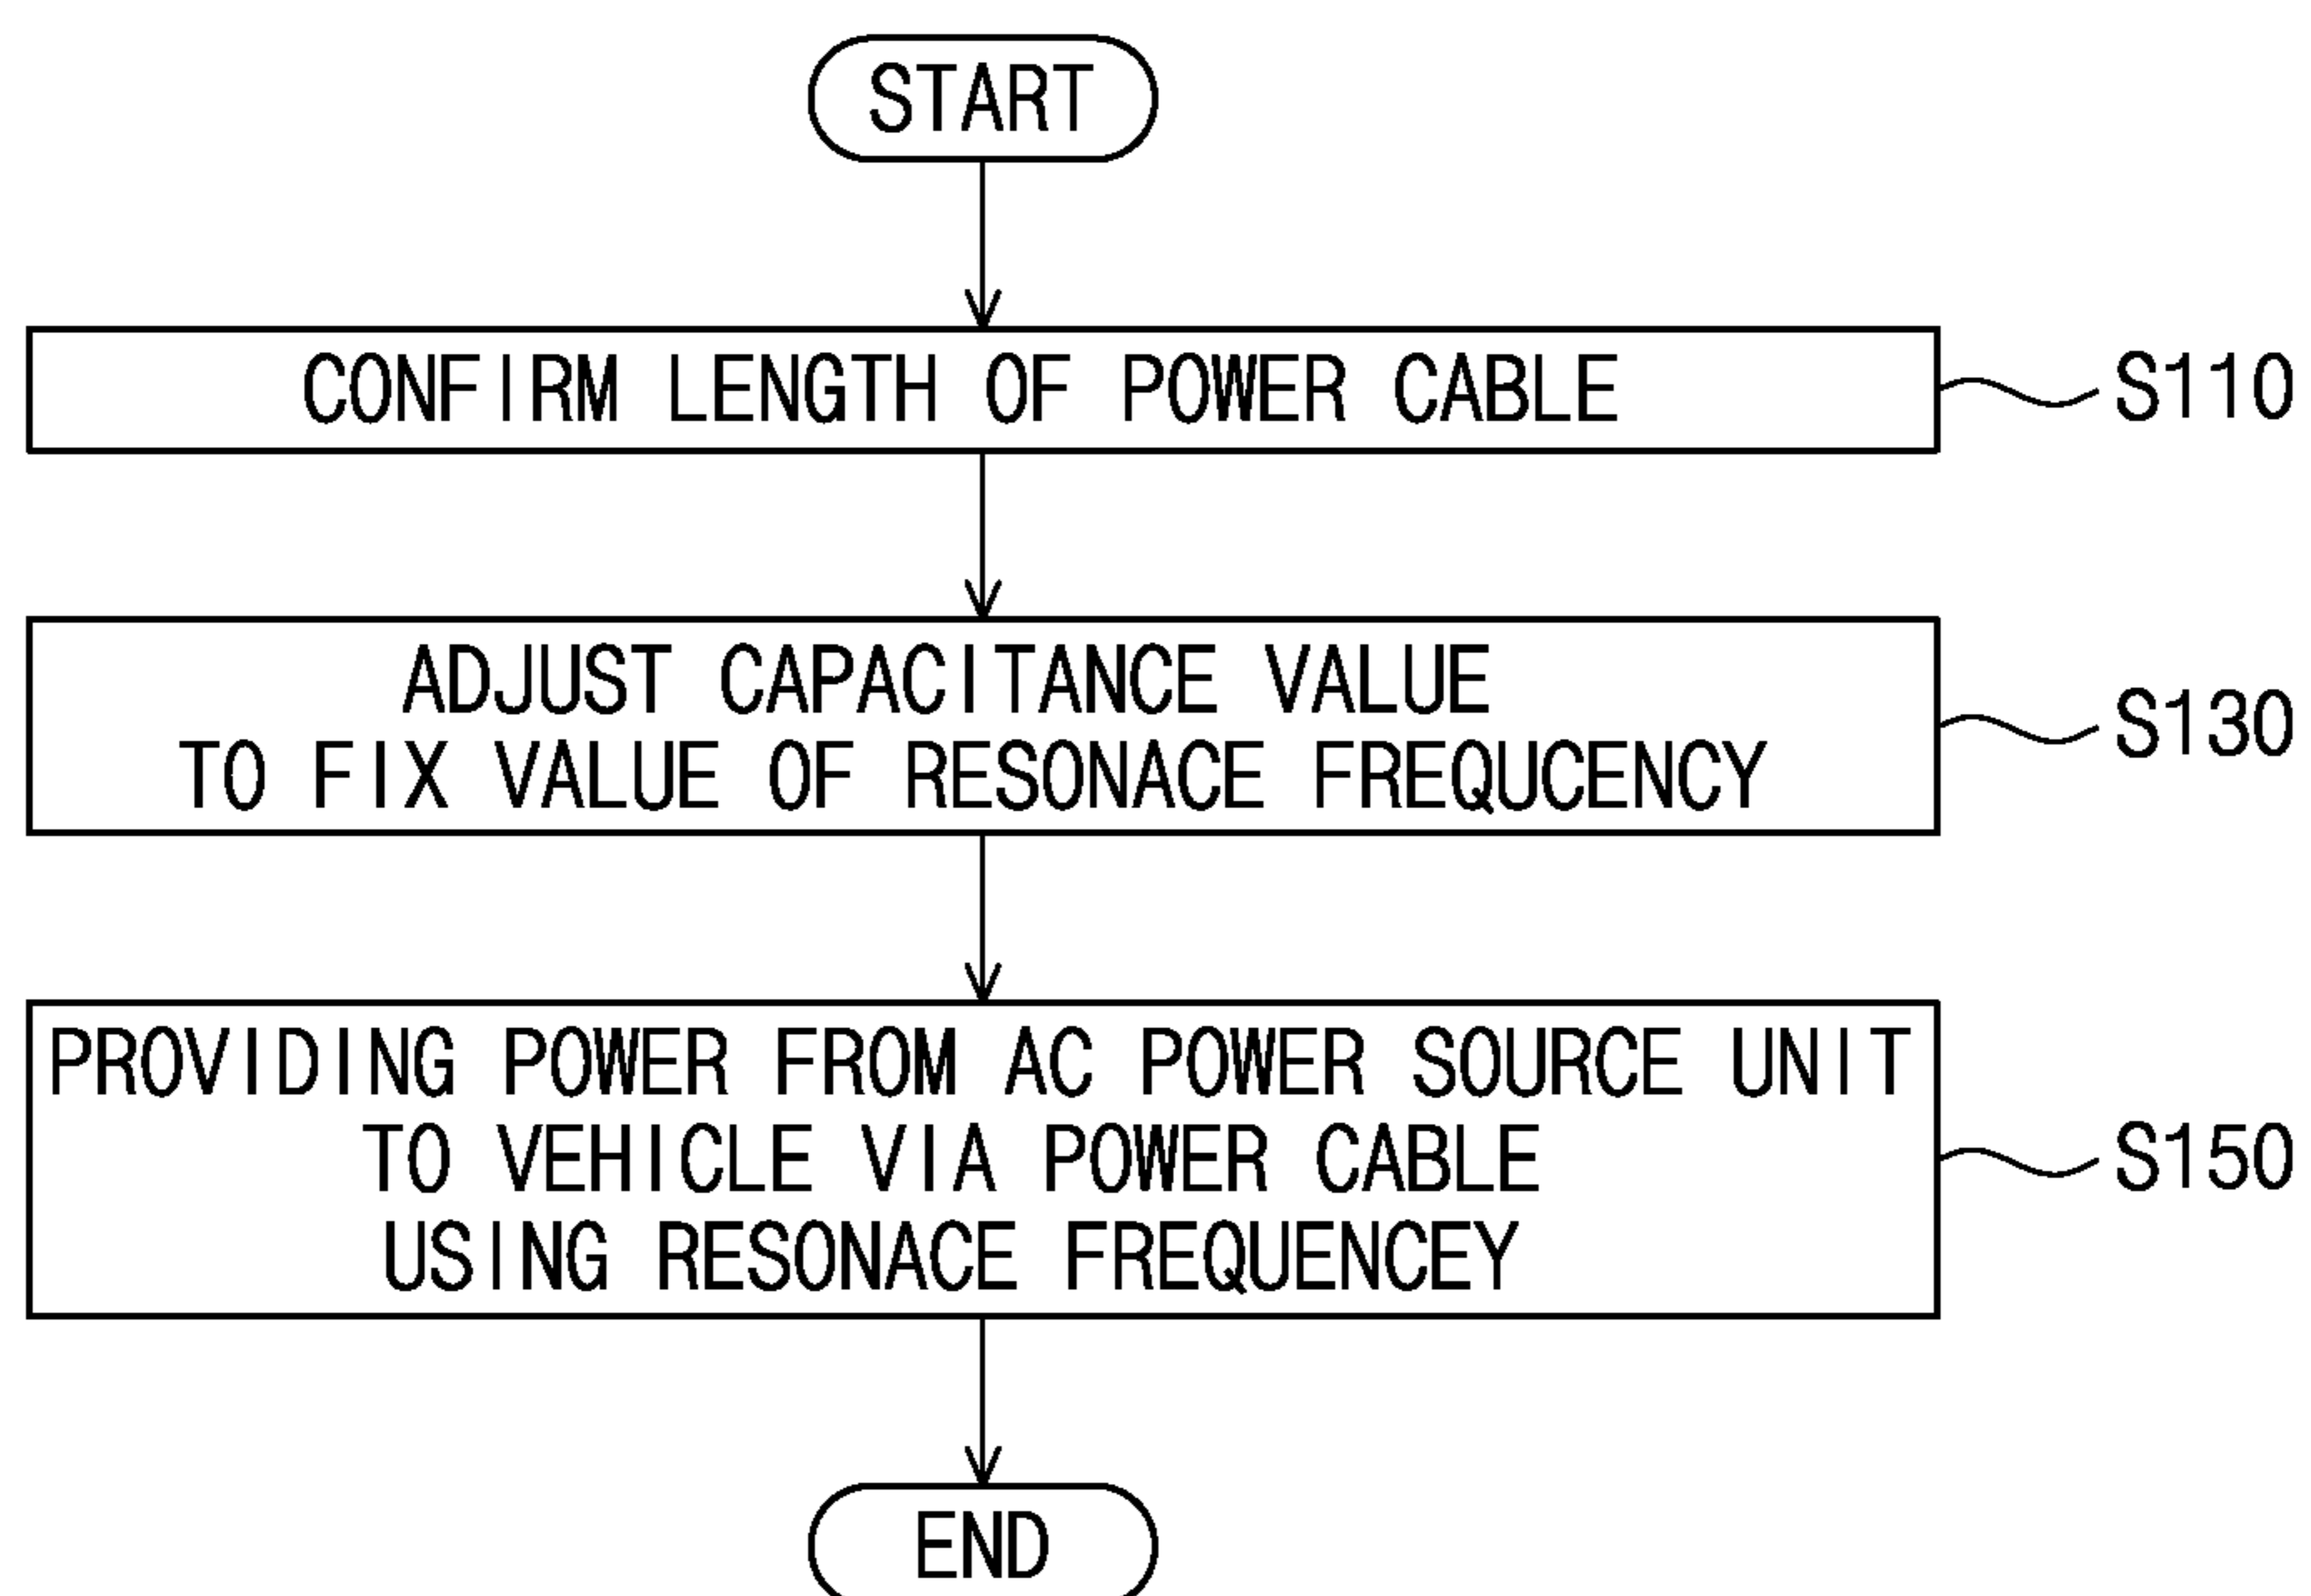 START
CONFIRM LENGTH OF POWER CABLE
S110
ADJUST CAPACITANCE VALUE
TO FIX VALUE OF RESONACE FREQUCENCY
S130
PROVIDING POWER FROM AC POWER SOURCE UNIT
TO VEHICLE VIA POWER CABLE
USING RESONACE FREQUENCEY
S150
END